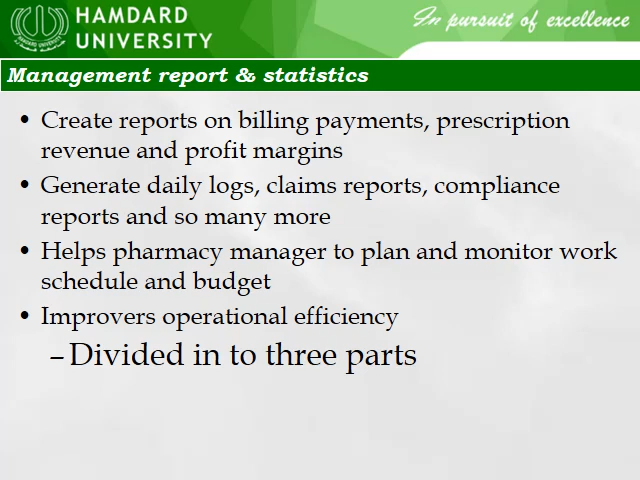 HAMDARD
UNIVERSITY
In pursuit of excellence
Management report & statistics
• Create reports on billing payments, prescription
revenue and profit margins
• Generate daily logs, claims reports, compliance
reports and so many more
• Helps pharmacy manager to plan and monitor work
schedule and budget
• Improvers operational efficiency
– Divided in to three parts